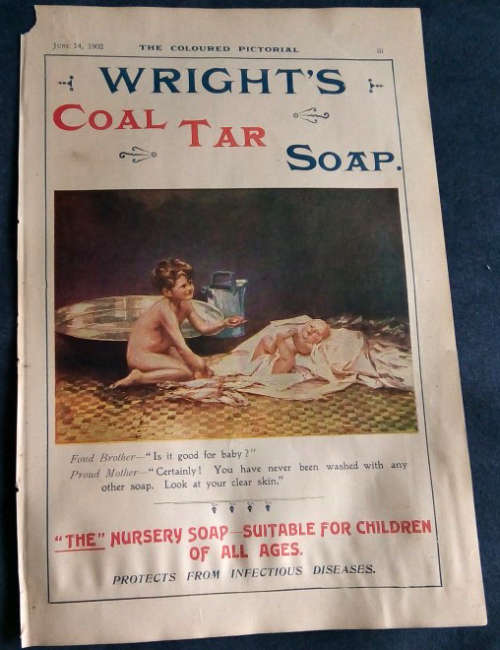 JUNE 14, 1902 THE COLOURED PICTORIAL iii
WRIGHT'S
COAL TAR
SOAP.
Fond Brother—"Is it good for baby?"
Proud Mother—"Certainly! You have never been washed with any
other soap. Look at your clear skin."
"THE" NURSERY SOAP—SUITABLE FOR CHILDREN
OF ALL AGES.
PROTECTS FROM INFECTIOUS DISEASES.